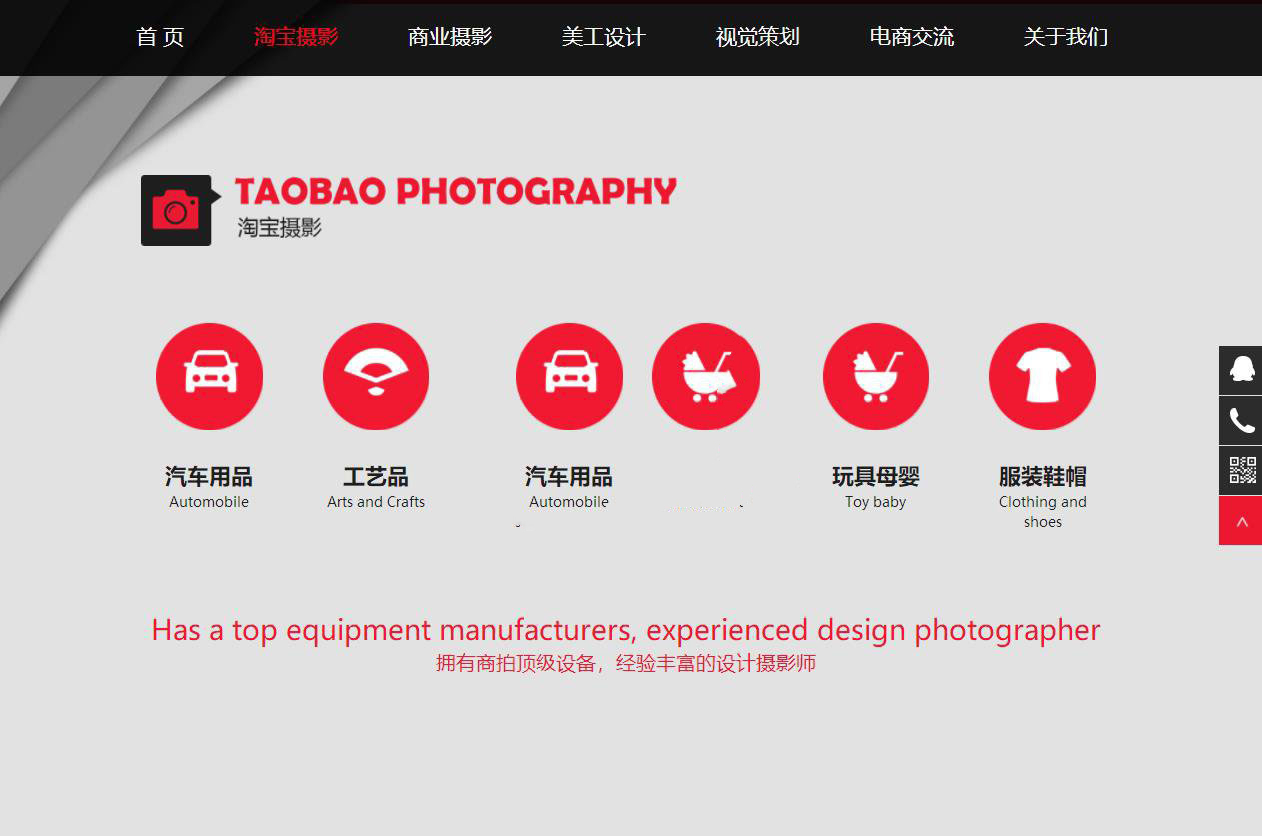 首 页
淘宝摄影
商业摄影
美工设计
视觉策划
电商交流
关于我们
TAOBAO PHOTOGRAPHY
淘宝摄影
汽车用品
Automobile
工艺品
Arts and Crafts
汽车用品
Automobile
玩具母婴
Toy baby
服装鞋帽
Clothing and
shoes
Has a top equipment manufacturers, experienced design photographer
拥有商拍顶级设备，经验丰富的设计摄影师